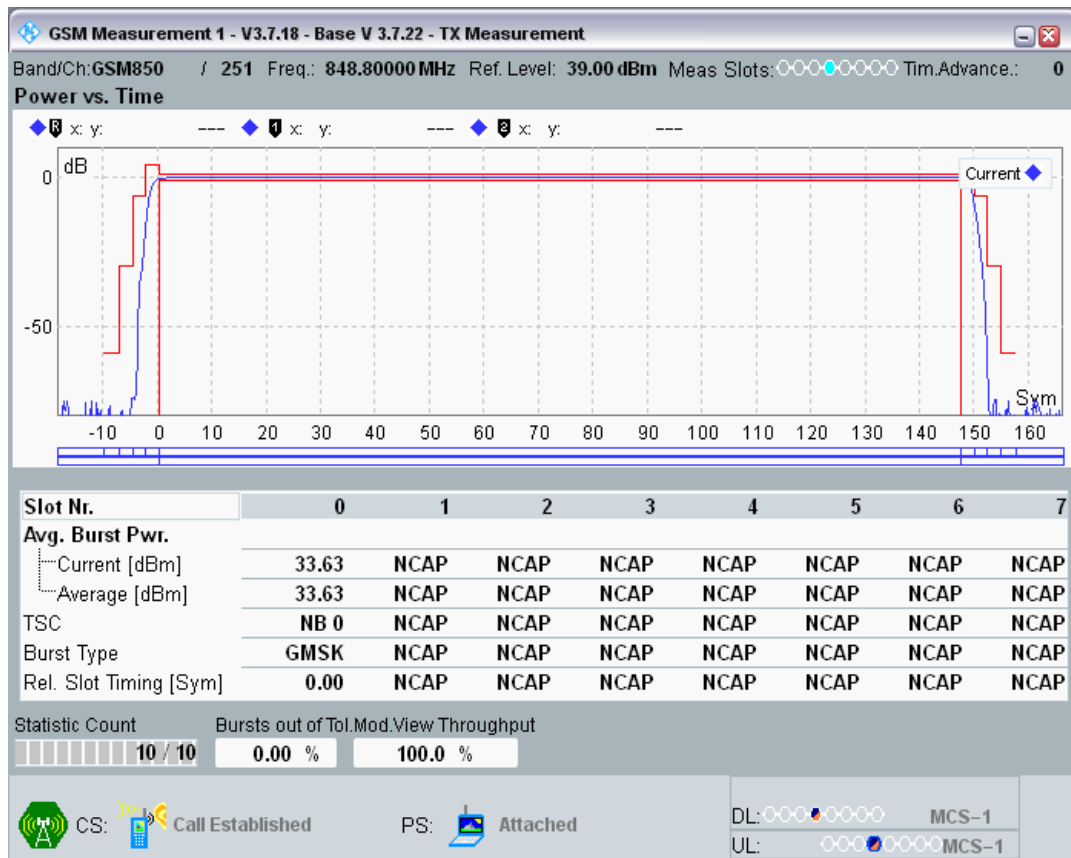 GSM Measurement 1 - V3.7.18 - Base V 3.7.22 - TX Measurement
Band/Ch:GSM850 / 251 Freq.: 848.80000 MHz Ref. Level: 39.00 dBm Meas Slots: Tim.Advance.: 0
Power vs. Time
R x: y: --- 1 x: y: --- 2 x: y: ---
dB
0
Current
-50
Sym
-10 0 10 20 30 40 50 60 70 80 90 100 110 120 130 140 150 160
Slot Nr. 0 1 2 3 4 5 6 7
Avg. Burst Pwr.
Current [dBm] 33.63 NCAP NCAP NCAP NCAP NCAP NCAP NCAP
Average [dBm] 33.63 NCAP NCAP NCAP NCAP NCAP NCAP NCAP
TSC NB 0 NCAP NCAP NCAP NCAP NCAP NCAP NCAP
Burst Type GMSK NCAP NCAP NCAP NCAP NCAP NCAP NCAP
Rel. Slot Timing [Sym] 0.00 NCAP NCAP NCAP NCAP NCAP NCAP NCAP
Statistic Count Bursts out of Tol.Mod.View Throughput
10 / 10 0.00 % 100.0 %
CS: Call Established PS: Attached
DL: MCS-1
UL: MCS-1